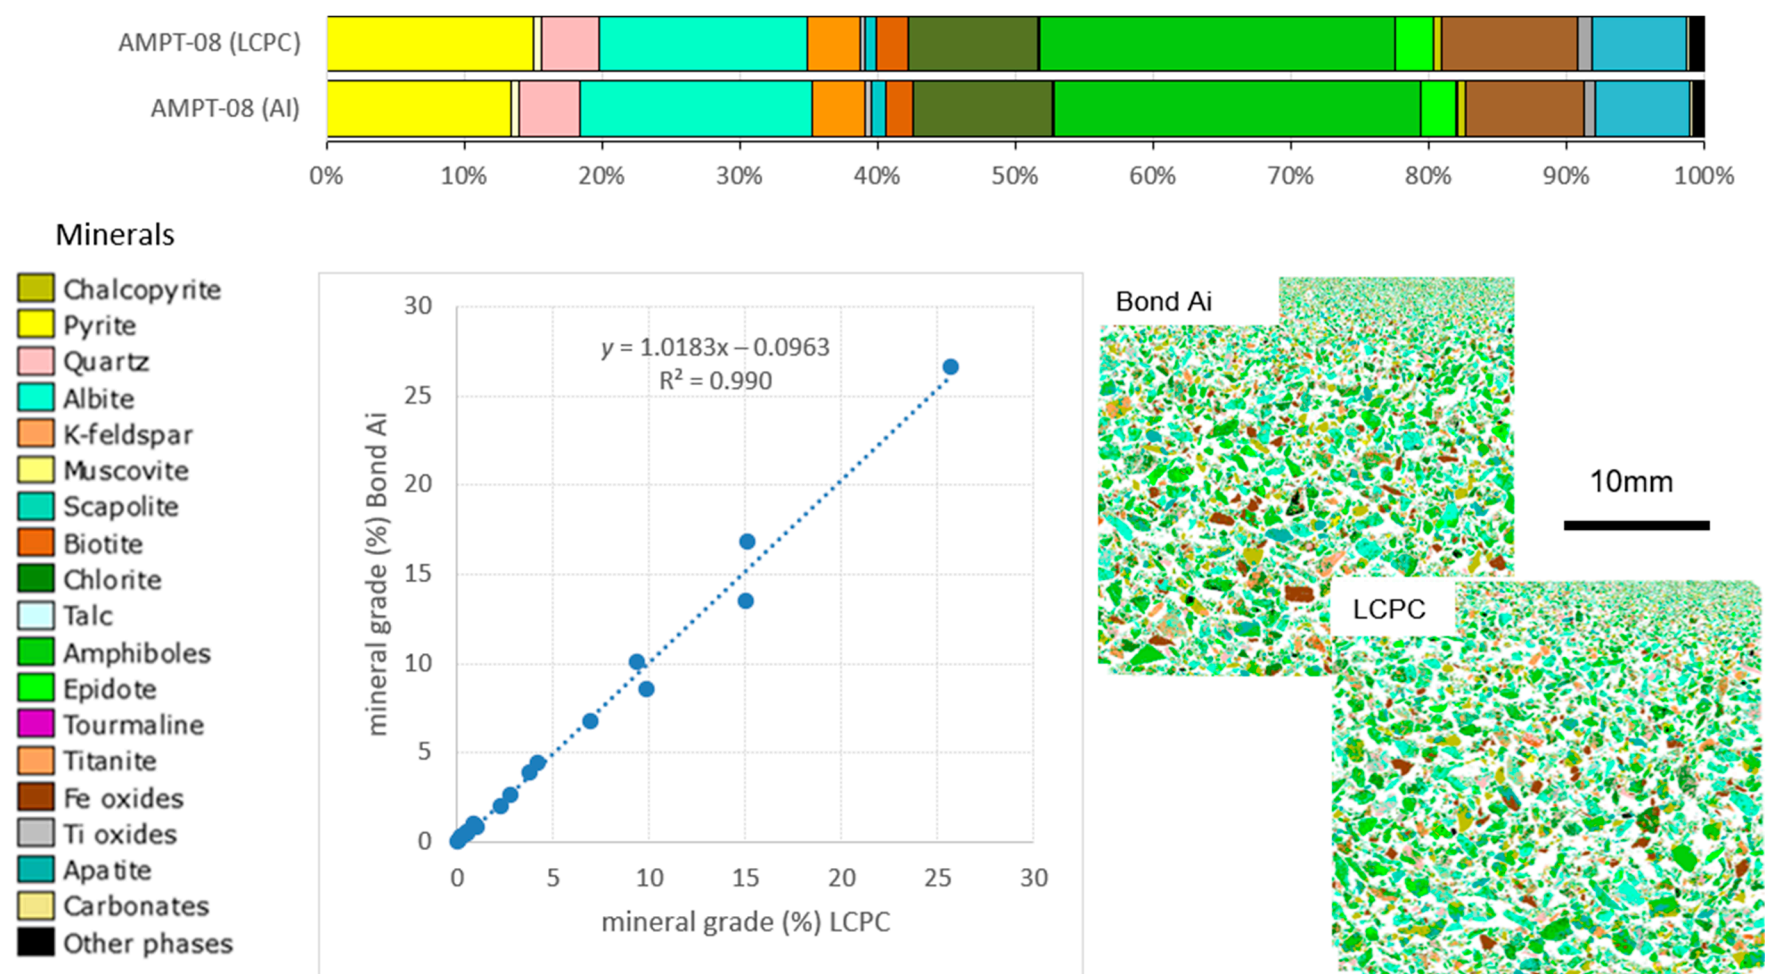 AMPT-08 (LCPC)
AMPT-08 (AI)
0% 10% 20% 30% 40% 50% 60% 70% 80% 90% 100%
Minerals
Chalcopyrite
Pyrite
Quartz
Albite
K-feldspar
Muscovite
Scapolite
Biotite
Chlorite
Talc
Amphiboles
Epidote
Tourmaline
Titanite
Fe oxides
Ti oxides
Apatite
Carbonates
Other phases
mineral grade (%) Bond Ai
30
25
20
15
10
5
0
y = 1.0183x – 0.0963
R² = 0.990
0 5 10 15 20 25 30
mineral grade (%) LCPC
Bond Ai
10mm
LCPC